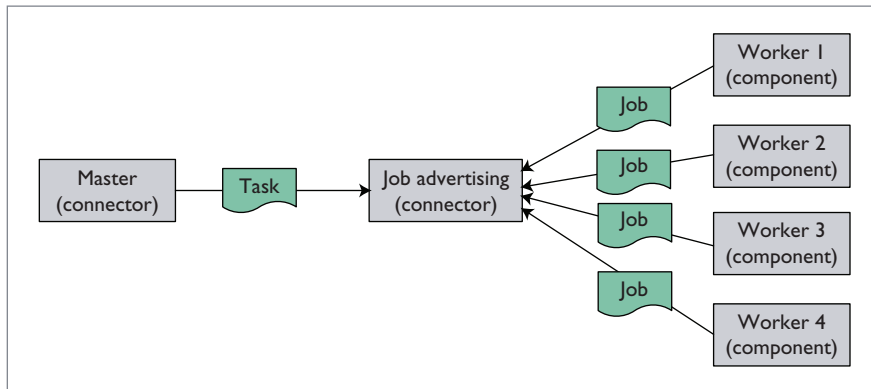 Master
(connector)
Task
Job advertising
(connector)
Job
Job
Job
Job
Worker 1
(component)
Worker 2
(component)
Worker 3
(component)
Worker 4
(component)